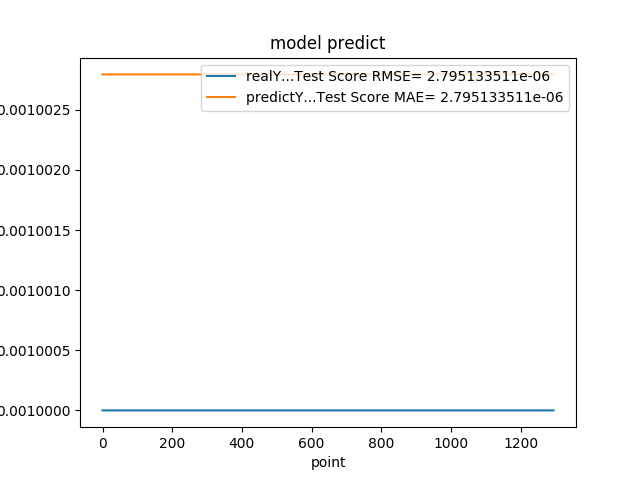 model predict
realY...Test Score RMSE= 2.795133511e-06
predictY...Test Score MAE= 2.795133511e-06
0.0010025
0.0010020
0.0010015
0.0010010
0.0010005
0.0010000
0 200 400 600 800 1000 1200
point